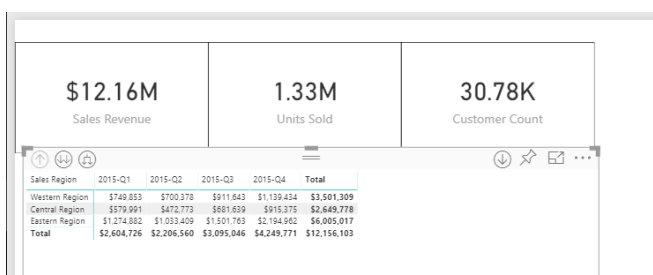 $12.16M
Sales Revenue
1.33M
Units Sold
30.78K
Customer Count
Sales Region 2015-Q1 2015-Q2 2015-Q3 2015-Q4 Total
Western Region $749,853 $700,378 $911,643 $1,139,434 $3,501,309
Central Region $579,991 $472,773 $681,639 $915,375 $2,649,778
Eastern Region $1,274,882 $1,033,409 $1,501,763 $2,194,962 $6,005,017
Total $2,604,726 $2,206,560 $3,095,046 $4,249,771 $12,156,103